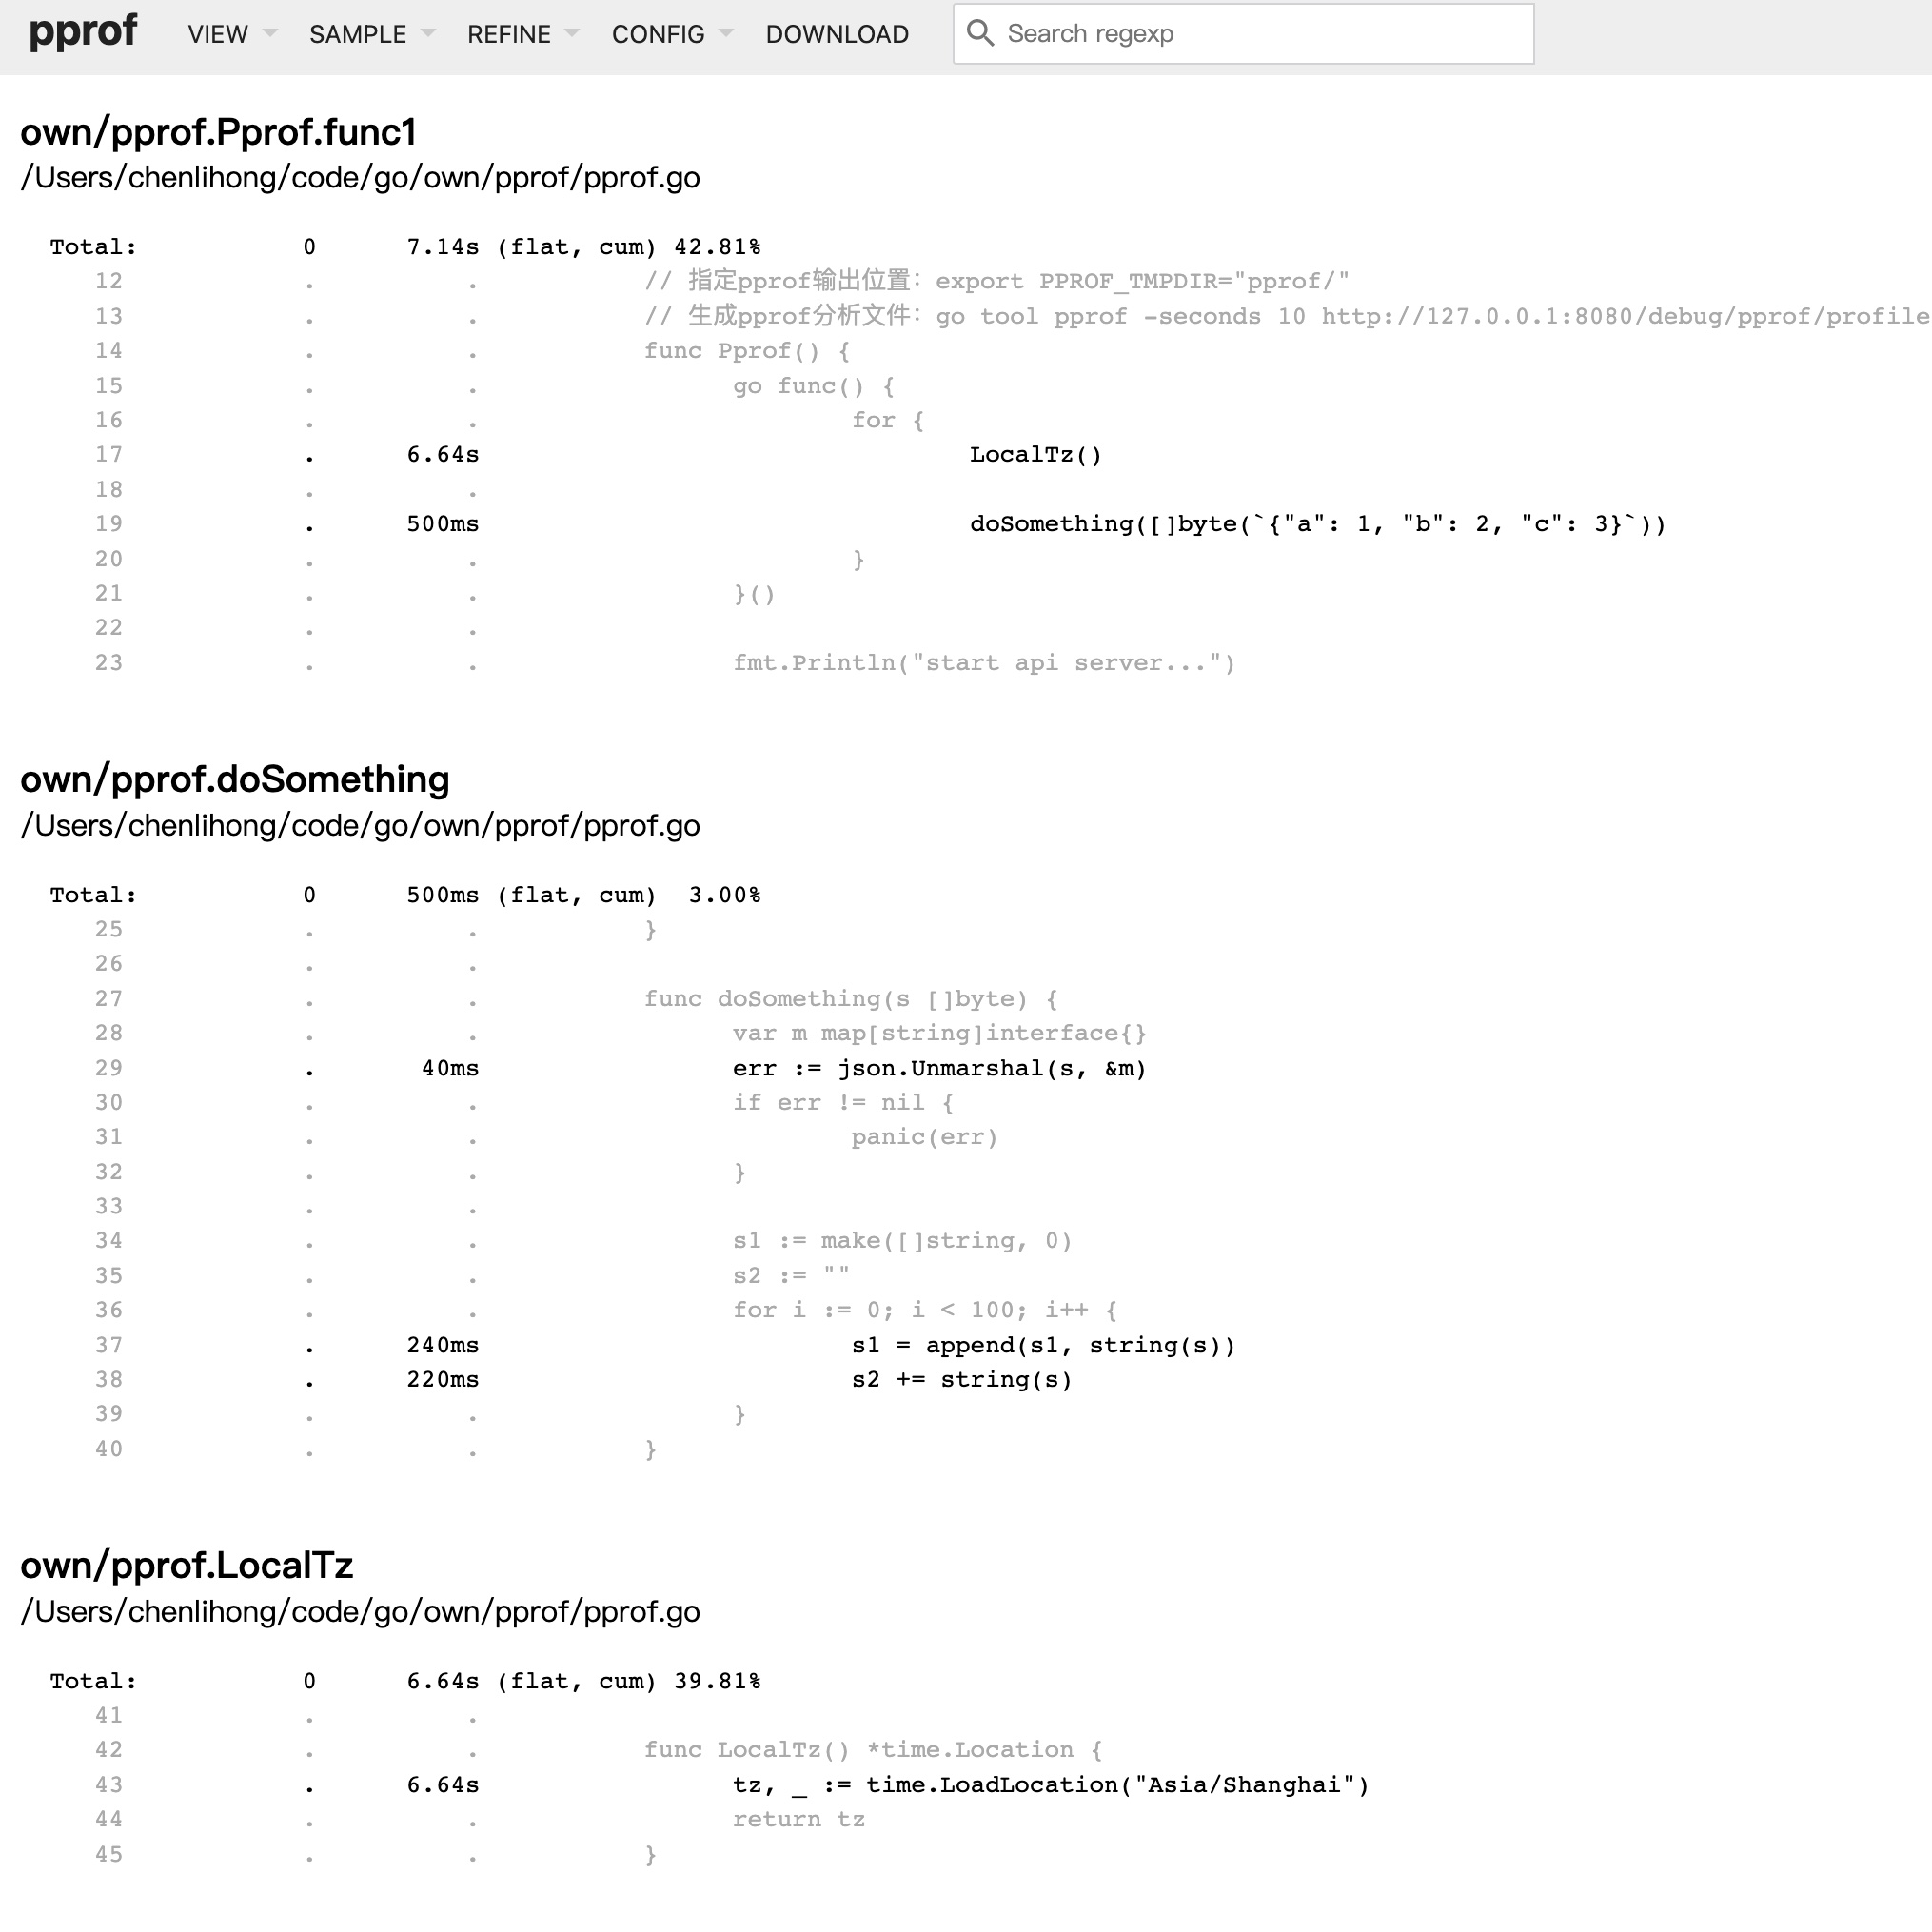 pprof VIEW SAMPLE REFINE CONFIG DOWNLOAD Search regexp
own/pprof.Pprof.func1
/Users/chenlihong/code/go/own/pprof/pprof.go
Total: 0 7.14s (flat, cum) 42.81%
12 . . // 指定pprof输出位置：export PPROF_TMPDIR="pprof/"
13 . . // 生成pprof分析文件：go tool pprof -seconds 10 http://127.0.0.1:8080/debug/pprof/profile
14 . . func Pprof() {
15 . . go func() {
16 . . for {
17 . 6.64s LocalTz()
18 . .
19 . 500ms doSomething([]byte(`{"a": 1, "b": 2, "c": 3}`))
20 . . }
21 . . }()
22 . .
23 . . fmt.Println("start api server...")
own/pprof.doSomething
/Users/chenlihong/code/go/own/pprof/pprof.go
Total: 0 500ms (flat, cum) 3.00%
25 . . }
26 . .
27 . . func doSomething(s []byte) {
28 . . var m map[string]interface{}
29 . 40ms err := json.Unmarshal(s, &m)
30 . . if err != nil {
31 . . panic(err)
32 . . }
33 . .
34 . . s1 := make([]string, 0)
35 . . s2 := ""
36 . . for i := 0; i < 100; i++ {
37 . 240ms s1 = append(s1, string(s))
38 . 220ms s2 += string(s)
39 . . }
40 . . }
own/pprof.LocalTz
/Users/chenlihong/code/go/own/pprof/pprof.go
Total: 0 6.64s (flat, cum) 39.81%
41 . .
42 . . func LocalTz() *time.Location {
43 . 6.64s tz, _ := time.LoadLocation("Asia/Shanghai")
44 . . return tz
45 . . }